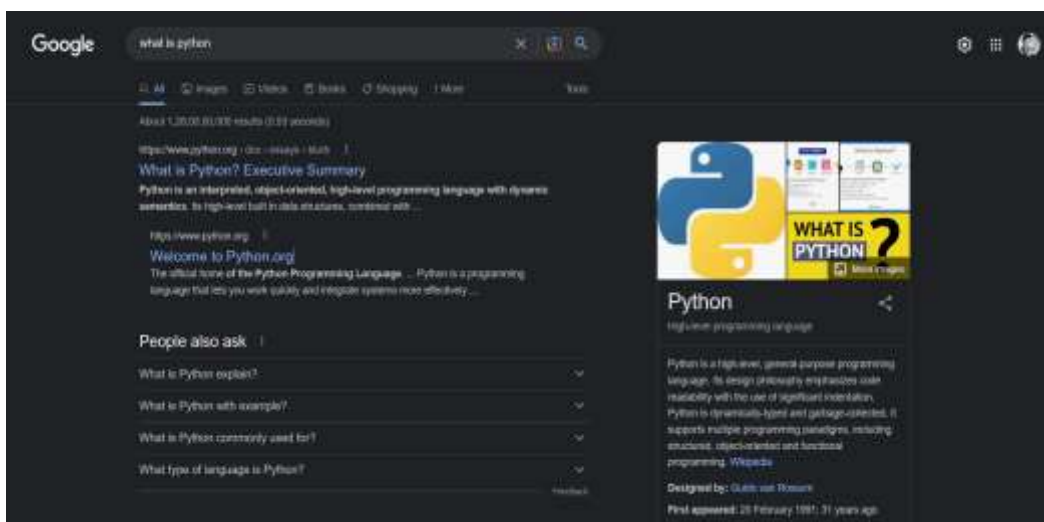 Google
what is python
All Images Videos Books Shopping More Tools
About 1,20,00,00,000 results
https://www.python.org › doc › essays › blurb
What is Python? Executive Summary
Python is an interpreted, object-oriented, high-level programming language with dynamic
semantics. Its high-level built in data structures, combined with ...
https://www.python.org
Welcome to Python.org
The official home of the Python Programming Language. ... Python is a programming
language that lets you work quickly and integrate systems more effectively ...
People also ask
What is Python explain?
What is Python with example?
What is Python commonly used for?
What type of language is Python?
Feedback
WHAT IS
PYTHON ?
More images
Python
High-level programming language
Python is a high-level, general-purpose programming
language. Its design philosophy emphasizes code
readability with the use of significant indentation.
Python is dynamically-typed and garbage-collected. It
supports multiple programming paradigms, including
structured, object-oriented and functional
programming. Wikipedia
Designed by: Guido van Rossum
First appeared: 20 February 1991; 31 years ago